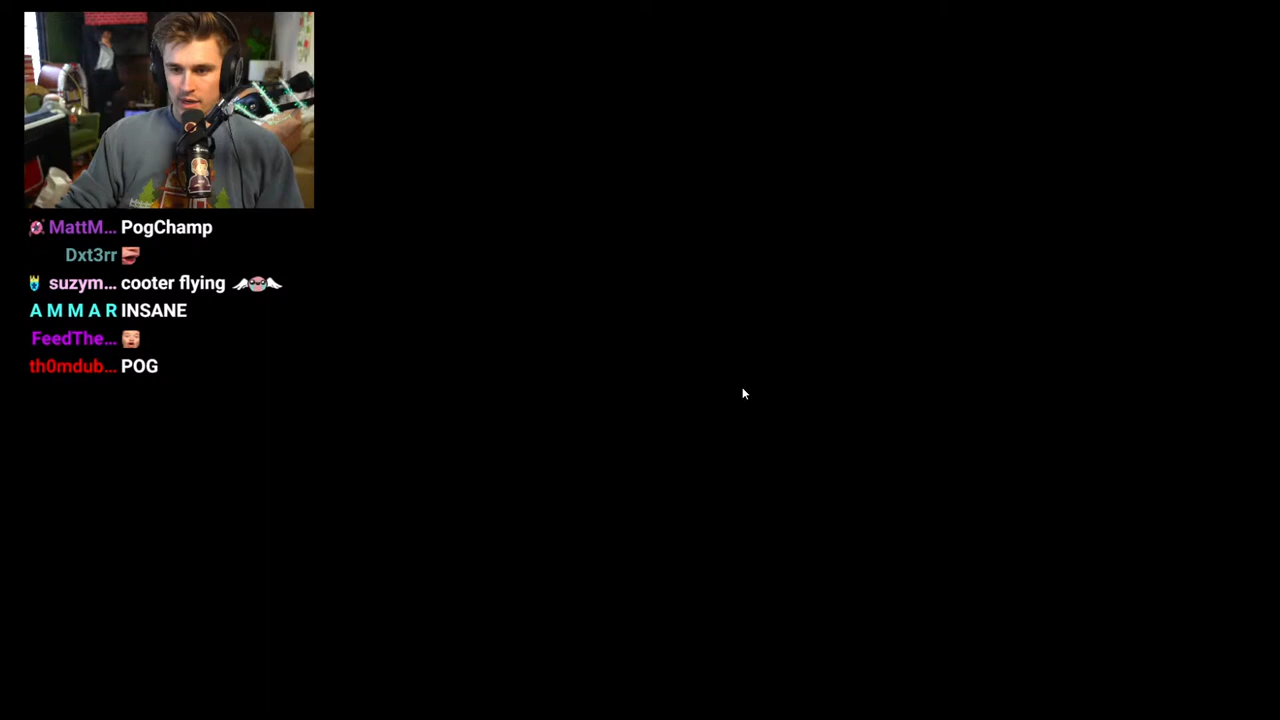 MattM... PogChamp
Dxt3rr
suzym... cooter flying
A M M A R INSANE
FeedThe...
th0mdub... POG